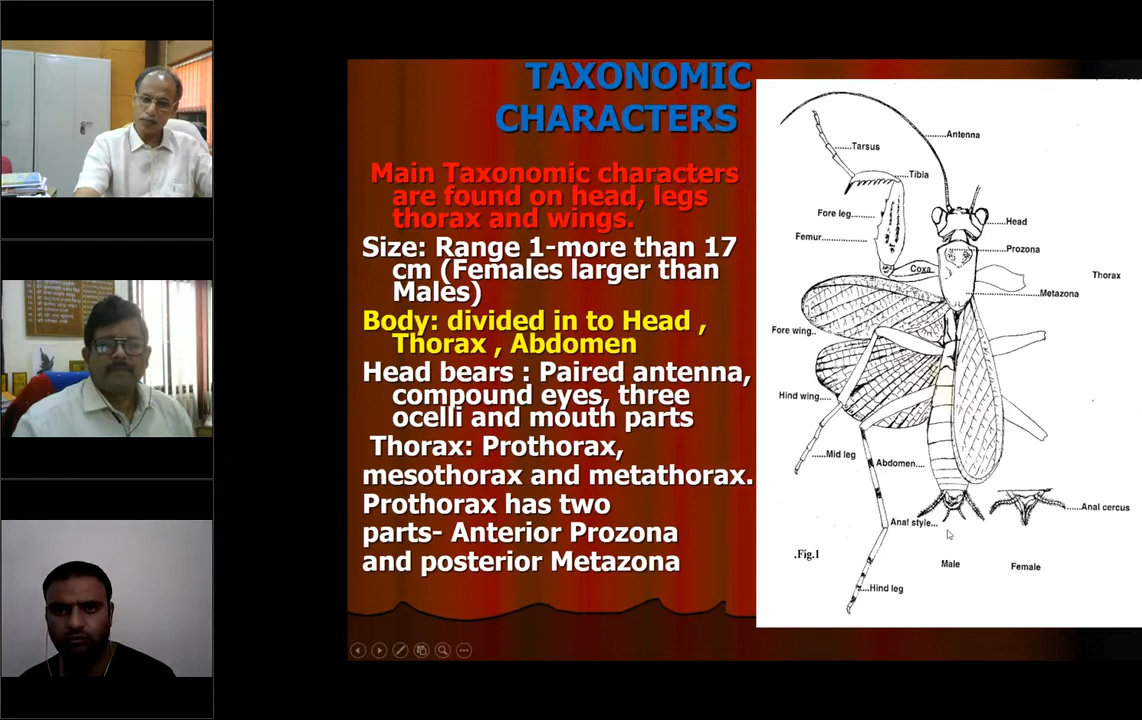 TAXONOMIC
CHARACTERS
Main Taxonomic characters
are found on head, legs
thorax and wings.
Size: Range 1-more than 17
cm (Females larger than
Males)
Body: divided in to Head ,
Thorax , Abdomen
Head bears : Paired antenna,
compound eyes, three
ocelli and mouth parts
Thorax: Prothorax,
mesothorax and metathorax.
Prothorax has two
parts- Anterior Prozona
and posterior Metazona
Antenna
Tarsus
Tibia
Fore leg
Head
Femur
Prozona
Coxa
Thorax
Metazona
Fore wing
Hind wing
Mid leg
Abdomen
Anal cercus
Anal style
.Fig.1
Male
Female
Hind leg